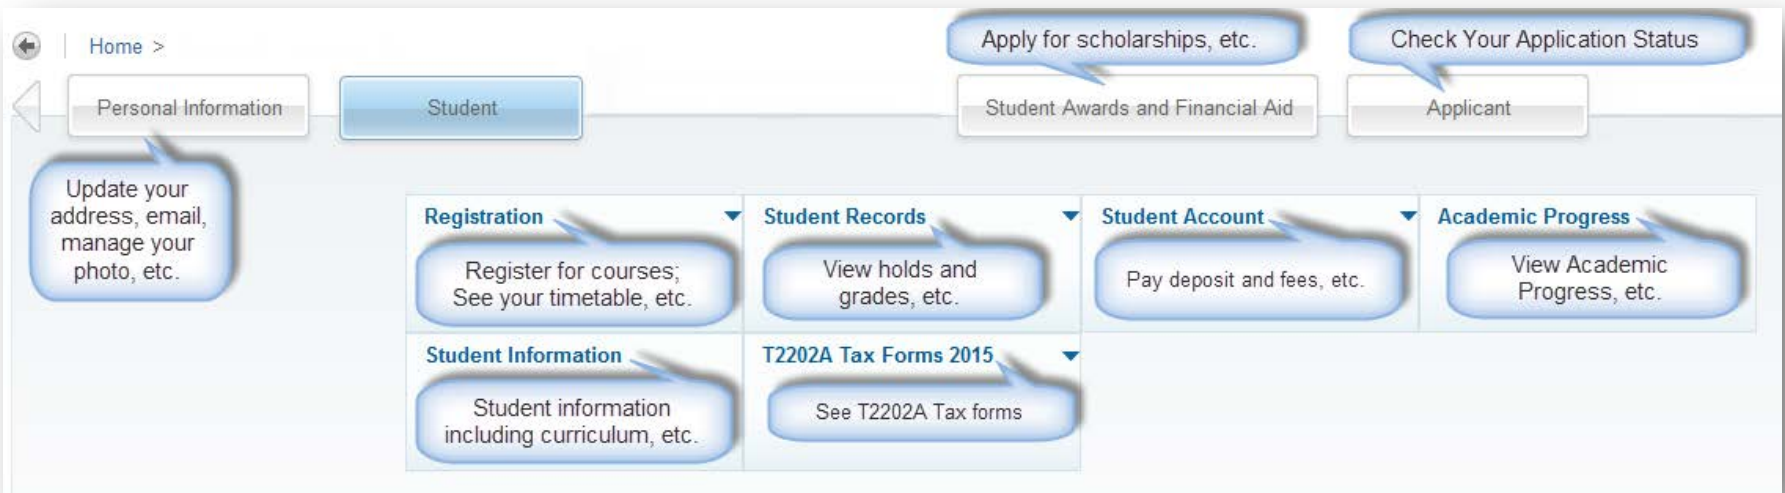 Home >
Apply for scholarships, etc.
Check Your Application Status
Personal Information
Student
Student Awards and Financial Aid
Applicant
Update your
address, email,
manage your
photo, etc.
Registration
Register for courses;
See your timetable, etc.
Student Records
View holds and
grades, etc.
Student Account
Pay deposit and fees, etc.
Academic Progress
View Academic
Progress, etc.
Student Information
Student information
including curriculum, etc.
T2202A Tax Forms 2015
See T2202A Tax forms